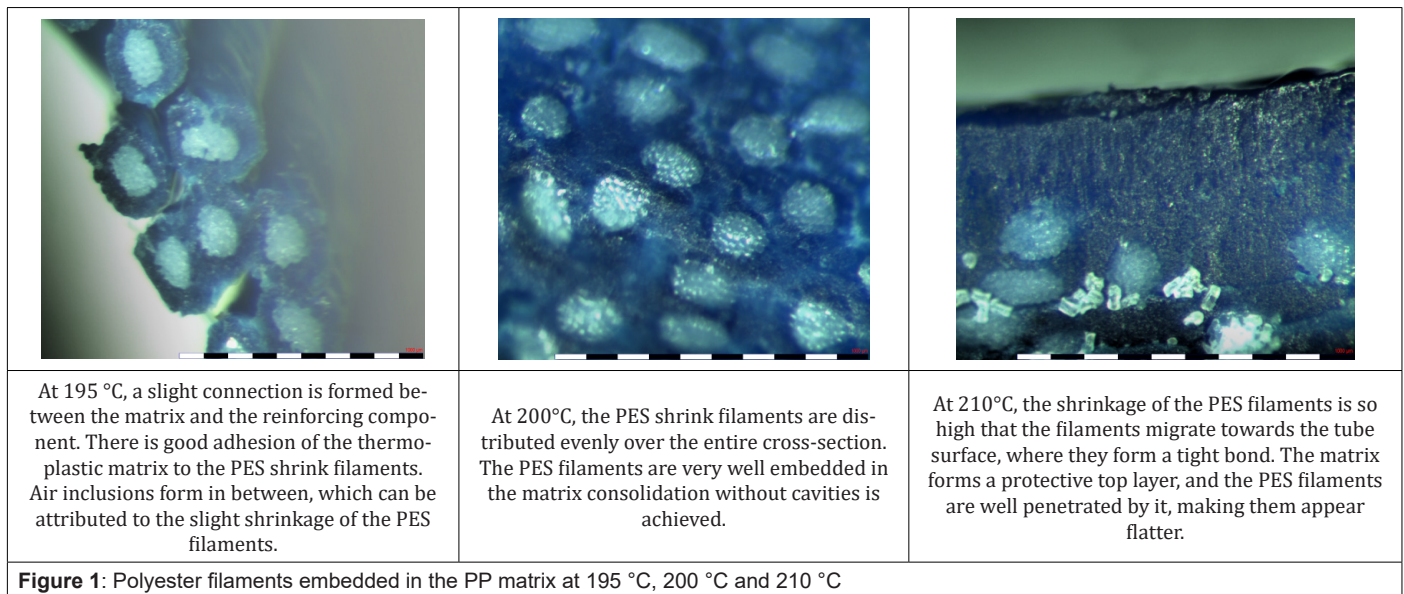 At 195 °C, a slight connection is formed be-
tween the matrix and the reinforcing compo-
nent. There is good adhesion of the thermo-
plastic matrix to the PES shrink filaments.
Air inclusions form in between, which can be
attributed to the slight shrinkage of the PES
filaments.
At 200°C, the PES shrink filaments are dis-
tributed evenly over the entire cross-section.
The PES filaments are very well embedded in
the matrix consolidation without cavities is
achieved.
At 210°C, the shrinkage of the PES filaments is so
high that the filaments migrate towards the tube
surface, where they form a tight bond. The matrix
forms a protective top layer, and the PES filaments
are well penetrated by it, making them appear
flatter.
Figure 1: Polyester filaments embedded in the PP matrix at 195 °C, 200 °C and 210 °C